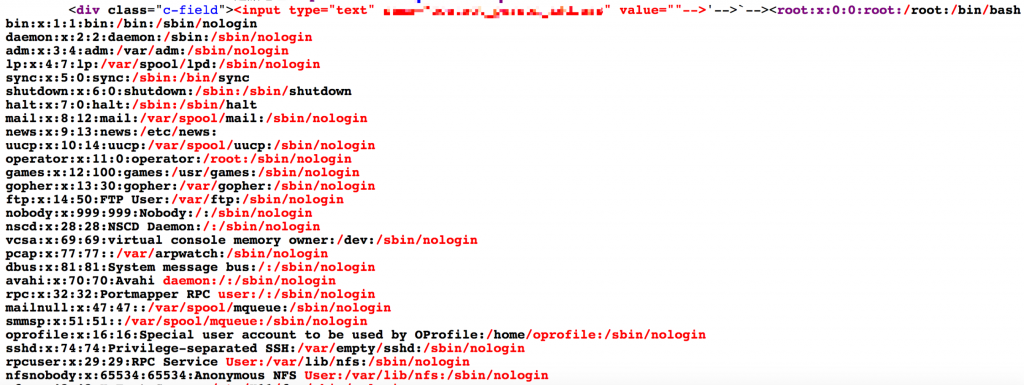 <div class="c-field"><input type="text" " value=""-->'-->`--><root:x:0:0:root:/root:/bin/bash
bin:x:1:1:bin:/bin:/sbin/nologin
daemon:x:2:2:daemon:/sbin:/sbin/nologin
adm:x:3:4:adm:/var/adm:/sbin/nologin
lp:x:4:7:lp:/var/spool/lpd:/sbin/nologin
sync:x:5:0:sync:/sbin:/bin/sync
shutdown:x:6:0:shutdown:/sbin:/sbin/shutdown
halt:x:7:0:halt:/sbin:/sbin/halt
mail:x:8:12:mail:/var/spool/mail:/sbin/nologin
news:x:9:13:news:/etc/news:
uucp:x:10:14:uucp:/var/spool/uucp:/sbin/nologin
operator:x:11:0:operator:/root:/sbin/nologin
games:x:12:100:games:/usr/games:/sbin/nologin
gopher:x:13:30:gopher:/var/gopher:/sbin/nologin
ftp:x:14:50:FTP User:/var/ftp:/sbin/nologin
nobody:x:999:999:Nobody:/:/sbin/nologin
nscd:x:28:28:NSCD Daemon:/:/sbin/nologin
vcsa:x:69:69:virtual console memory owner:/dev:/sbin/nologin
pcap:x:77:77::/var/arpwatch:/sbin/nologin
dbus:x:81:81:System message bus:/:/sbin/nologin
avahi:x:70:70:Avahi daemon:/:/sbin/nologin
rpc:x:32:32:Portmapper RPC user:/:/sbin/nologin
mailnull:x:47:47::/var/spool/mqueue:/sbin/nologin
smmsp:x:51:51::/var/spool/mqueue:/sbin/nologin
oprofile:x:16:16:Special user account to be used by OProfile:/home/oprofile:/sbin/nologin
sshd:x:74:74:Privilege-separated SSH:/var/empty/sshd:/sbin/nologin
rpcuser:x:29:29:RPC Service User:/var/lib/nfs:/sbin/nologin
nfsnobody:x:65534:65534:Anonymous NFS User:/var/lib/nfs:/sbin/nologin